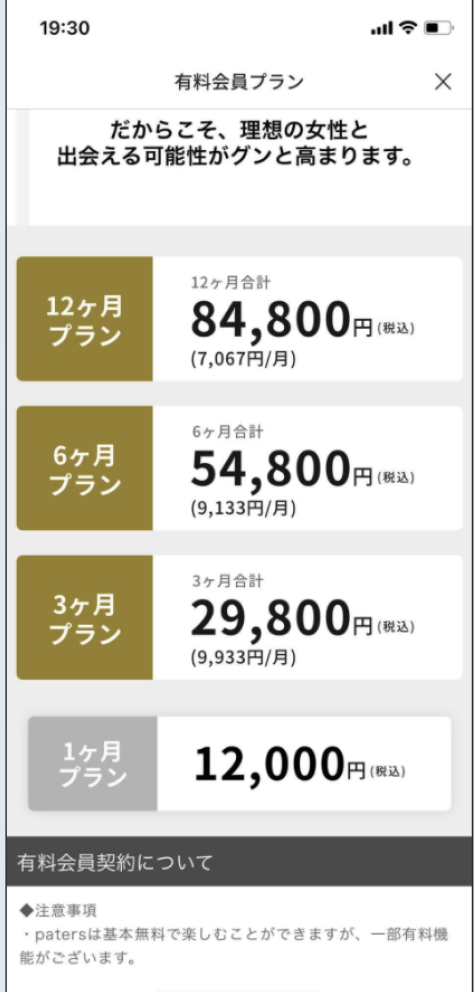 19:30
有料会員プラン
だからこそ、理想の女性と
出会える可能性がグンと高まります。
12ヶ月
プラン
12ヶ月合計
84,800円(税込)
(7,067円/月)
6ヶ月
プラン
6ヶ月合計
54,800円(税込)
(9,133円/月)
3ヶ月
プラン
3ヶ月合計
29,800円(税込)
(9,933円/月)
1ヶ月
プラン
12,000円(税込)
有料会員契約について
◆注意事項
・patersは基本無料で楽しむことができますが、一部有料機
能がございます。